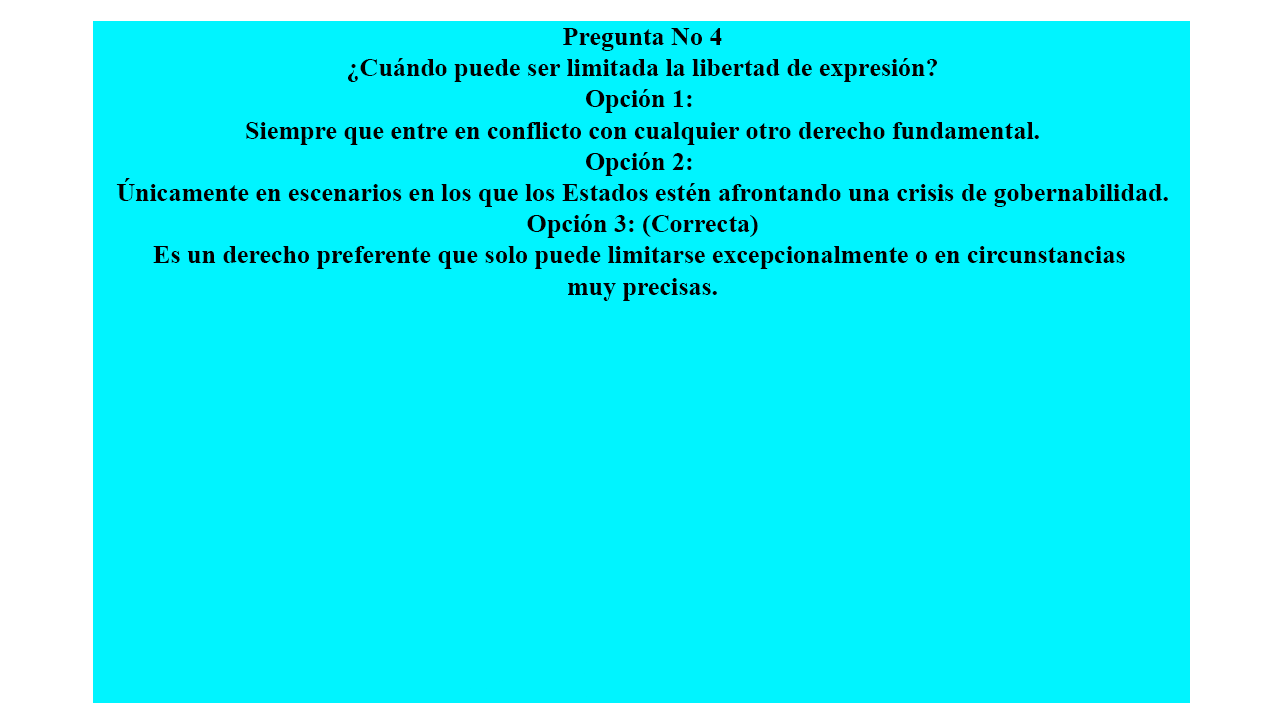 Pregunta No 4
¿Cuándo puede ser limitada la libertad de expresión?
Opción 1:
Siempre que entre en conflicto con cualquier otro derecho fundamental.
Opción 2:
Únicamente en escenarios en los que los Estados estén afrontando una crisis de gobernabilidad.
Opción 3: (Correcta)
Es un derecho preferente que solo puede limitarse excepcionalmente o en circunstancias
muy precisas.